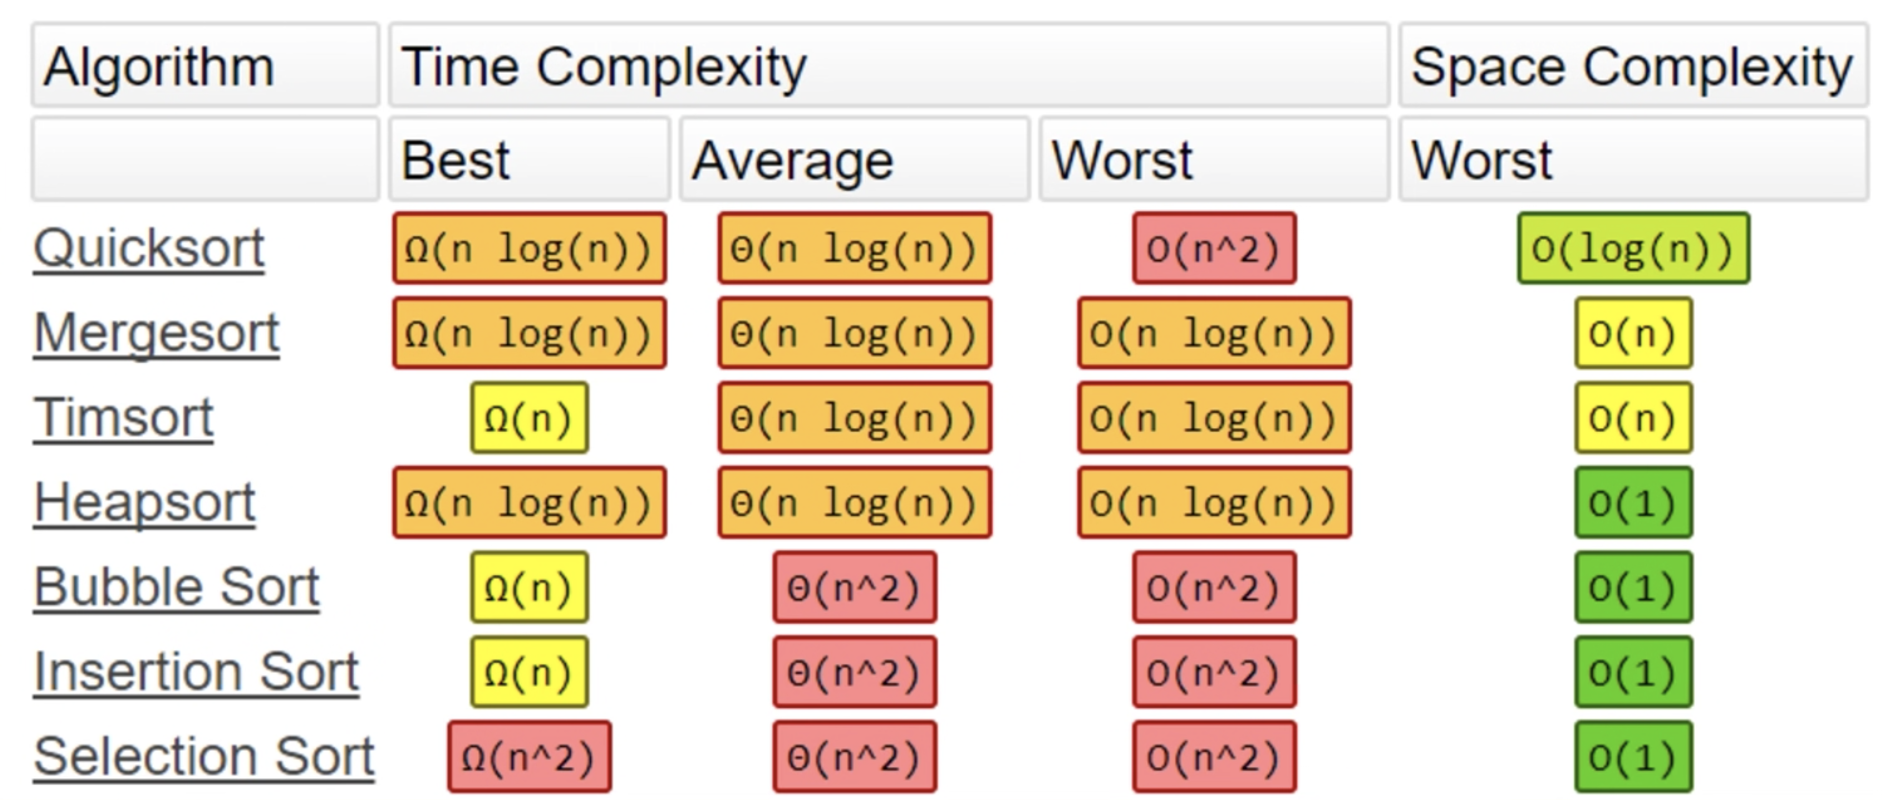 Algorithm Time Complexity Space Complexity
Best Average Worst Worst
Quicksort Ω(n log(n)) Θ(n log(n)) O(n^2) O(log(n))
Mergesort Ω(n log(n)) Θ(n log(n)) O(n log(n)) O(n)
Timsort Ω(n) Θ(n log(n)) O(n log(n)) O(n)
Heapsort Ω(n log(n)) Θ(n log(n)) O(n log(n)) O(1)
Bubble Sort Ω(n) Θ(n^2) O(n^2) O(1)
Insertion Sort Ω(n) Θ(n^2) O(n^2) O(1)
Selection Sort Ω(n^2) Θ(n^2) O(n^2) O(1)